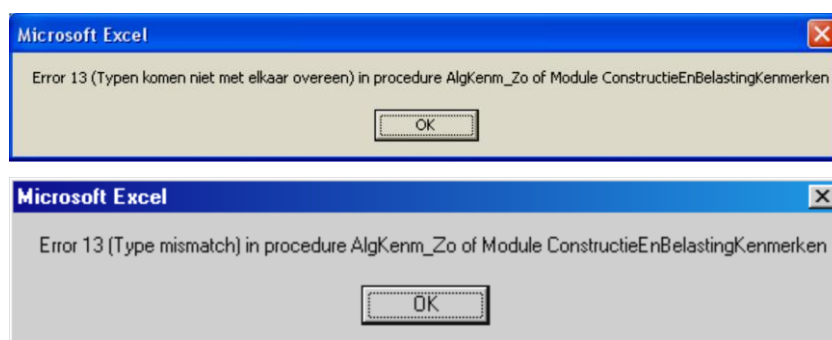 Microsoft Excel
Error 13 (Typen komen niet met elkaar overeen) in procedure AlgKenm_Zo of Module ConstructieEnBelastingKenmerken
OK
Microsoft Excel
Error 13 (Type mismatch) in procedure AlgKenm_Zo of Module ConstructieEnBelastingKenmerken
OK